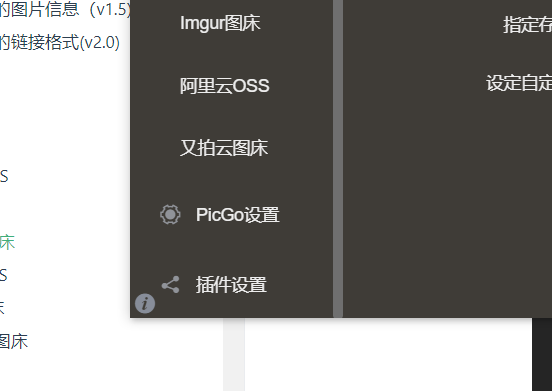 的图片信息（v1.5)
的链接格式(v2.0)
S
床
S
床
图床
Imgur图床
阿里云OSS
又拍云图床
PicGo设置
插件设置
指定存
设定自定